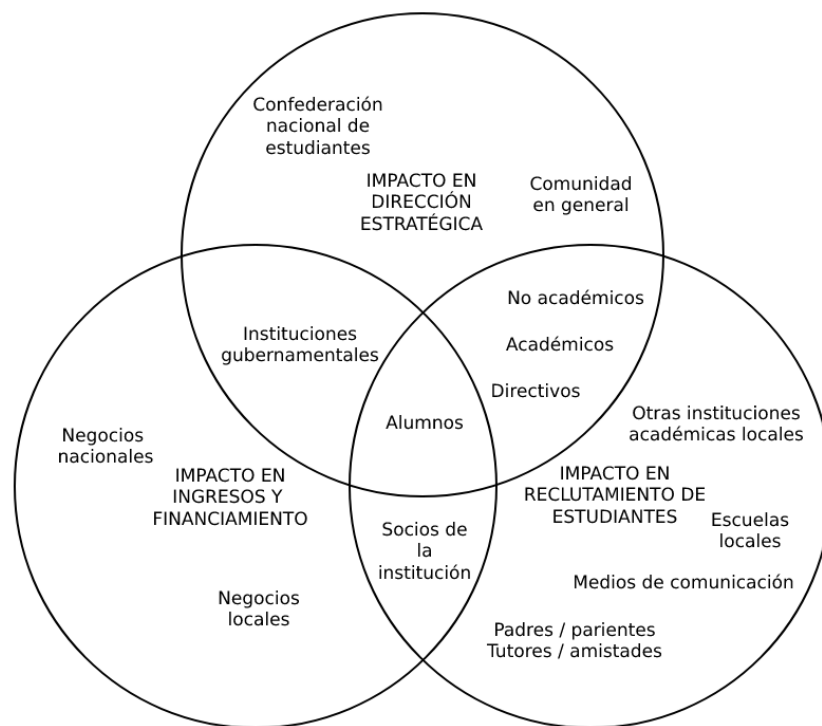 Confederación
nacional de
estudiantes
IMPACTO EN
DIRECCIÓN
ESTRATÉGICA
Comunidad
en general
No académicos
Académicos
Directivos
Instituciones
gubernamentales
Alumnos
Otras instituciones
académicas locales
Negocios
nacionales
IMPACTO EN
INGRESOS Y
FINANCIAMIENTO
IMPACTO EN
RECLUTAMIENTO DE
ESTUDIANTES
Escuelas
locales
Socios de
la
institución
Medios de comunicación
Negocios
locales
Padres / parientes
Tutores / amistades